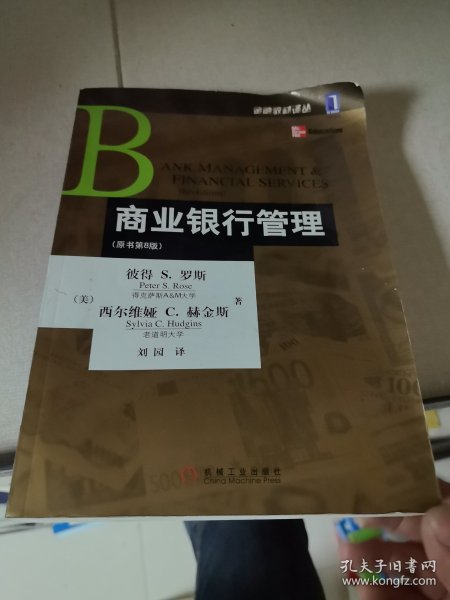 BANK MANAGEMENT &
FINANCIAL SERVICES
商业银行管理
(原书第8版)
(美)
彼得 S. 罗斯
Peter S. Rose
得克萨斯A&M大学
西尔维娅 C. 赫金斯
Sylvia C. Hudgins
老道明大学
著
刘园 译
5000
100
机械工业出版社
China Machine Press
孔夫子旧书网
www.kongfz.com